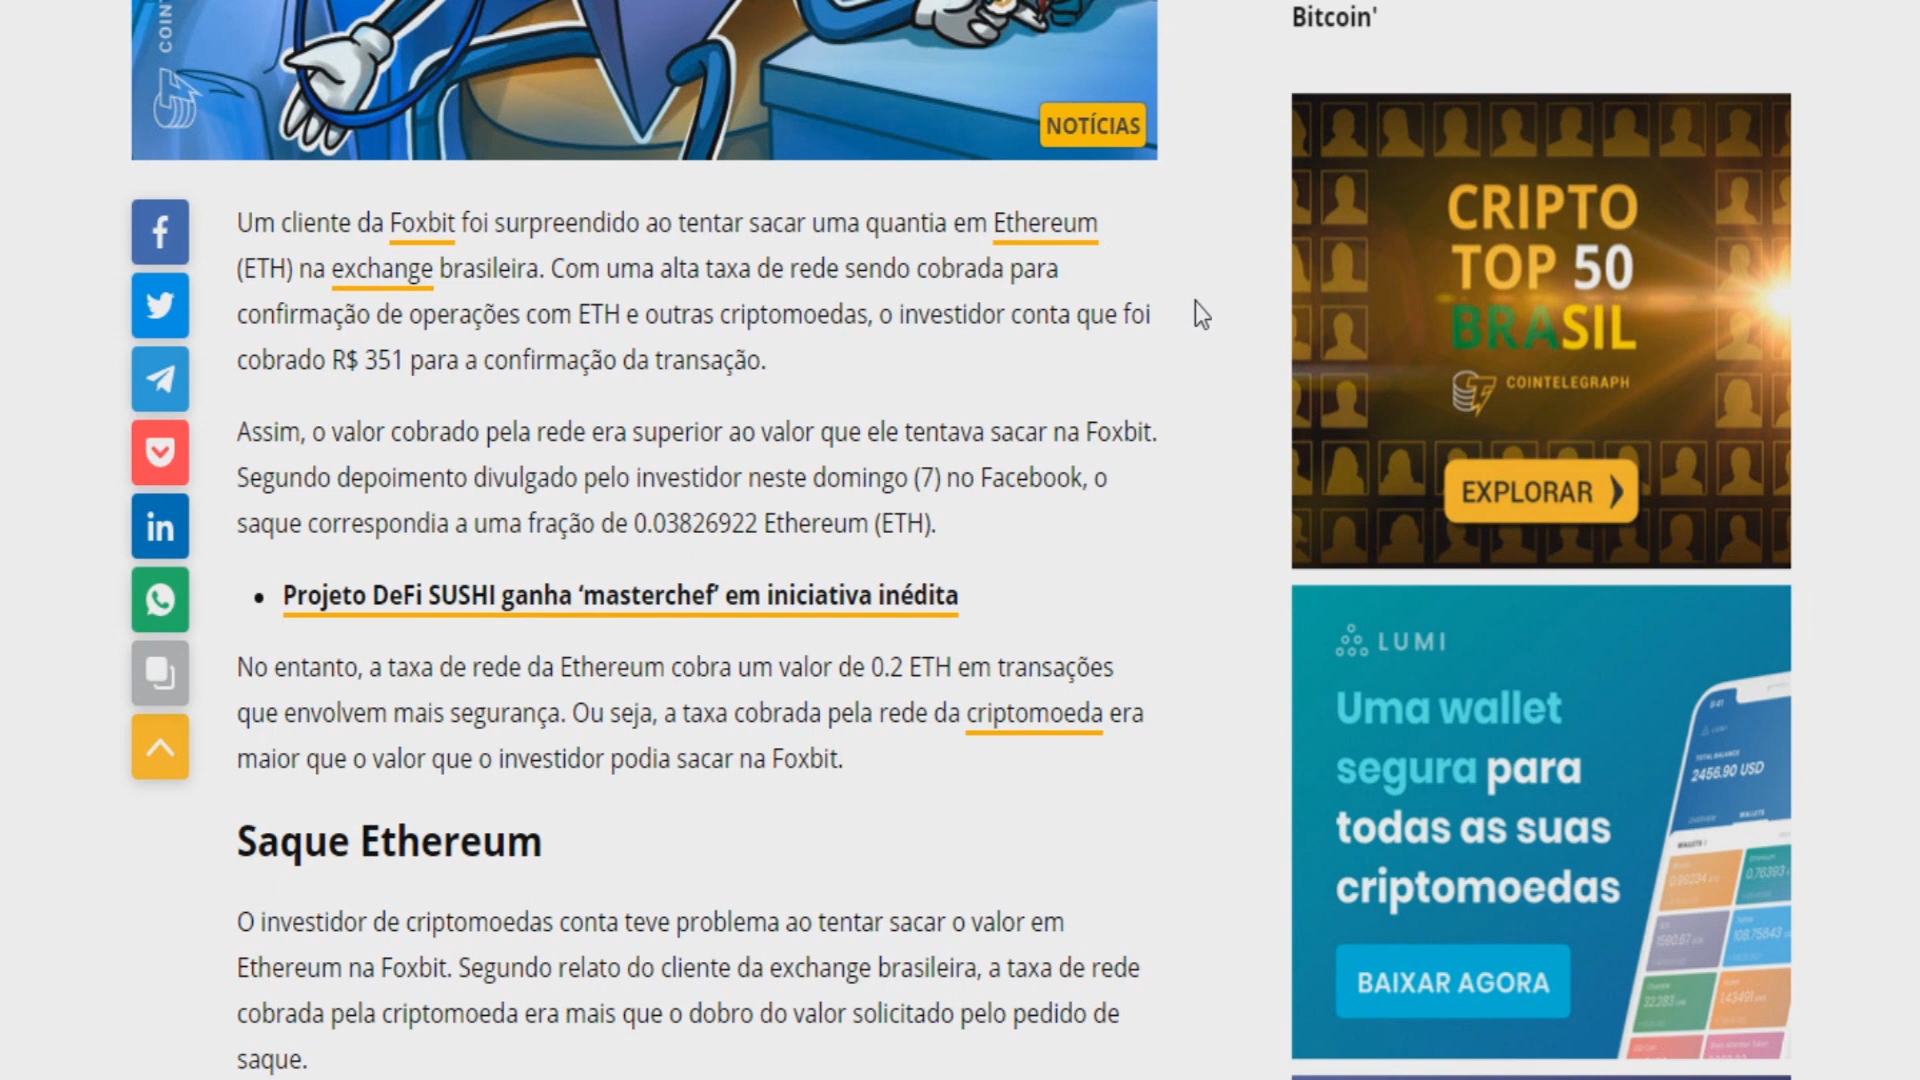 COINT
NOTÍCIAS
Um cliente da Foxbit foi surpreendido ao tentar sacar uma quantia em Ethereum
(ETH) na exchange brasileira. Com uma alta taxa de rede sendo cobrada para
confirmação de operações com ETH e outras criptomoedas, o investidor conta que foi
cobrado R$ 351 para a confirmação da transação.
Assim, o valor cobrado pela rede era superior ao valor que ele tentava sacar na Foxbit.
Segundo depoimento divulgado pelo investidor neste domingo (7) no Facebook, o
saque correspondia a uma fração de 0.03826922 Ethereum (ETH).
• Projeto DeFi SUSHI ganha ‘masterchef’ em iniciativa inédita
No entanto, a taxa de rede da Ethereum cobra um valor de 0.2 ETH em transações
que envolvem mais segurança. Ou seja, a taxa cobrada pela rede da criptomoeda era
maior que o valor que o investidor podia sacar na Foxbit.
Saque Ethereum
O investidor de criptomoedas conta teve problema ao tentar sacar o valor em
Ethereum na Foxbit. Segundo relato do cliente da exchange brasileira, a taxa de rede
cobrada pela criptomoeda era mais que o dobro do valor solicitado pelo pedido de
saque.
Bitcoin'
CRIPTO
TOP 50
BRASIL
COINTELEGRAPH
EXPLORAR
LUMI
Uma wallet
segura para
todas as suas
criptomoedas
BAIXAR AGORA
9:41
TOTAL BALANCE
2456.90 USD
WALLETS